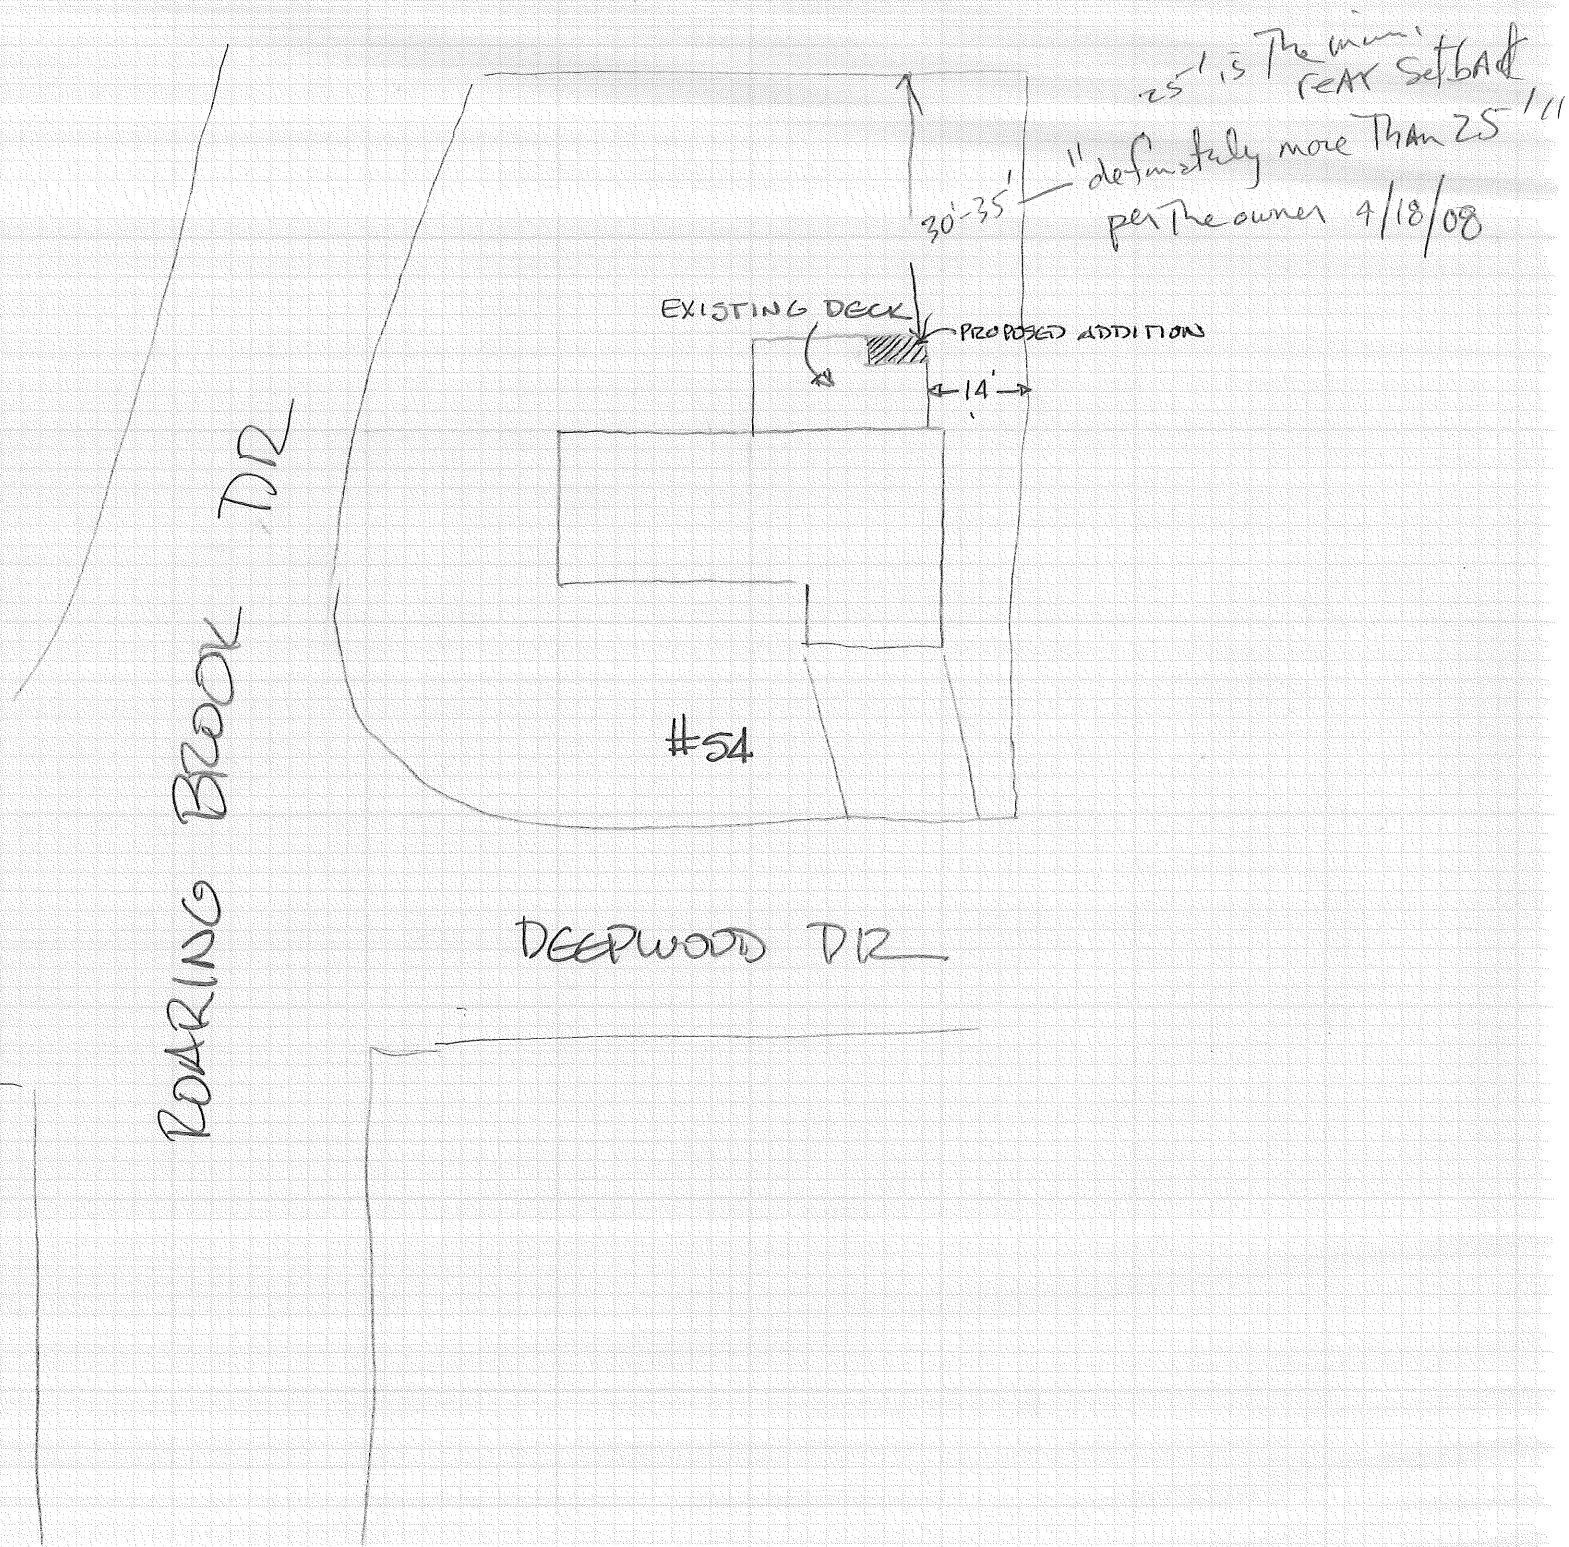 25' is The mini.
rear Setback
30'-35' "definately more Than 25'"
per The owner 4/18/08
EXISTING DECK
PROPOSED ADDITION
14'
#54
DEEPWOOD DR
ROARING BROOK DR